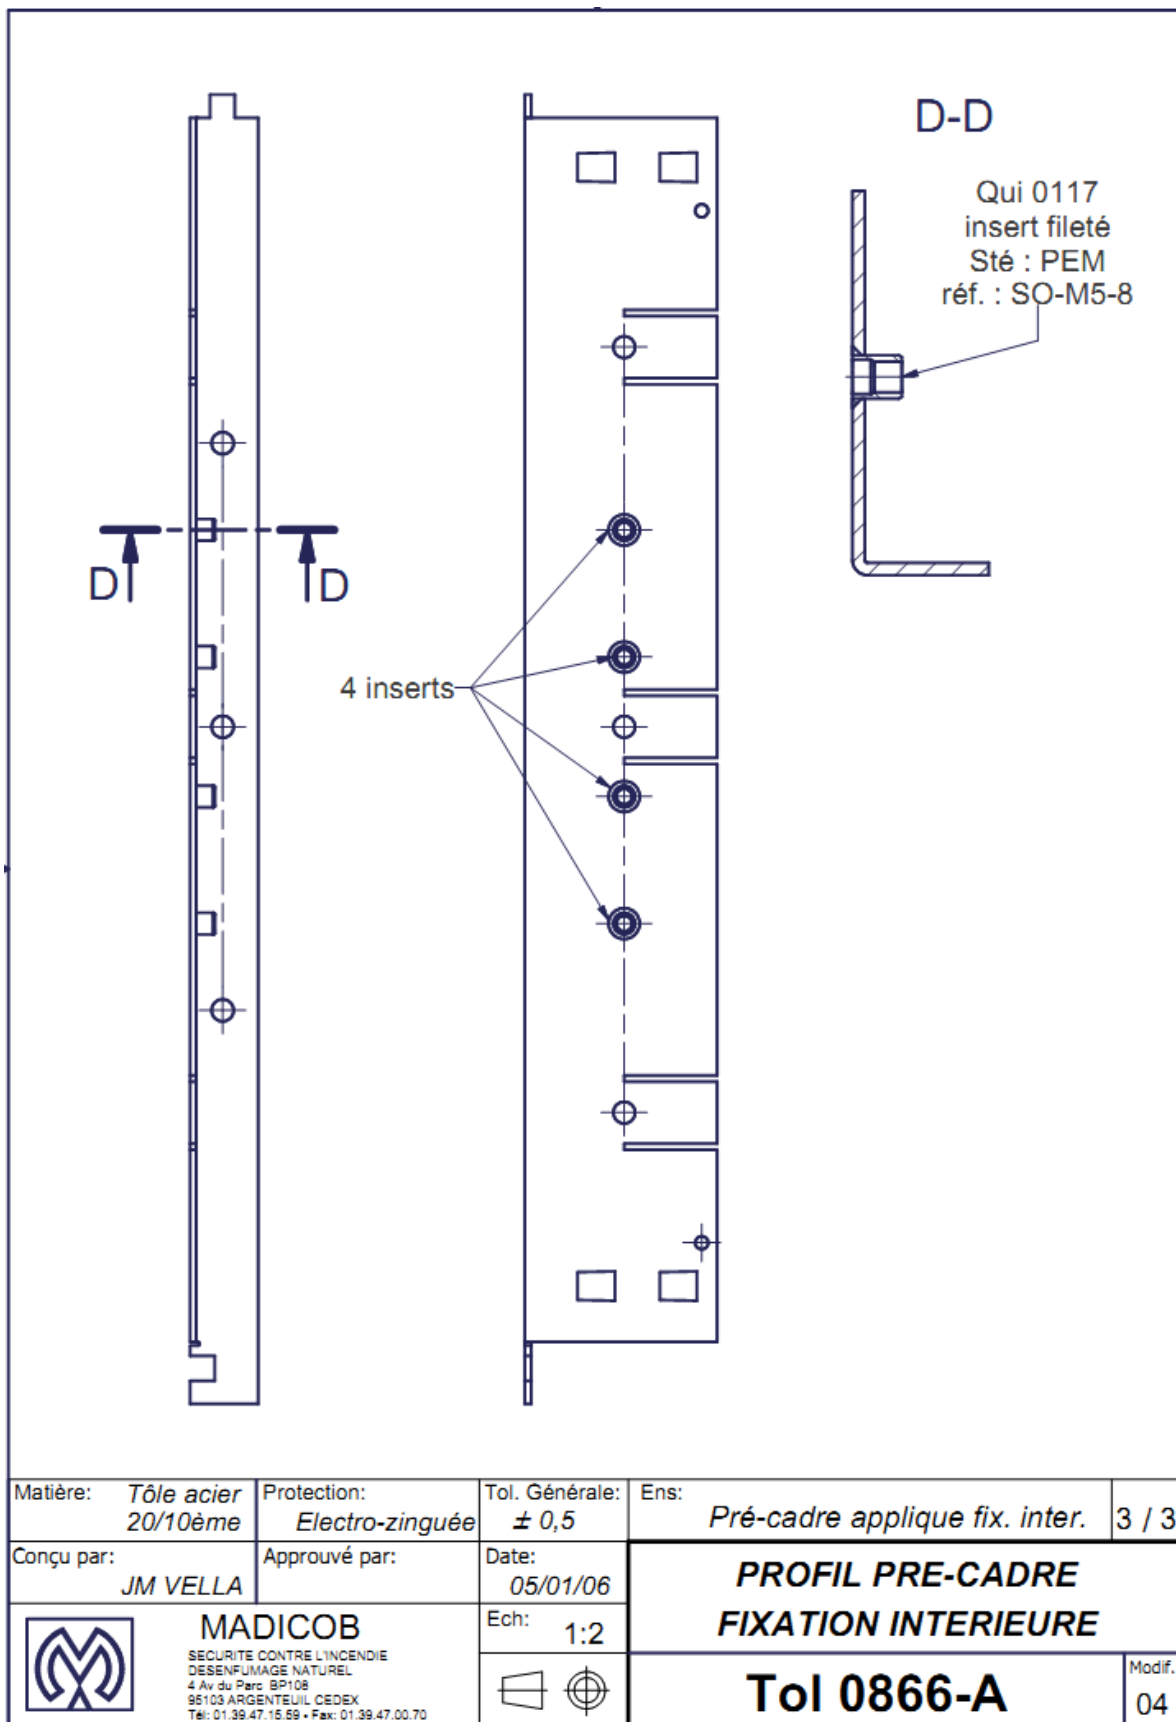 D-D
Qui 0117
insert fileté
Sté : PEM
réf. : SO-M5-8
D
D
4 inserts
Matière: Tôle acier
20/10ème
Protection:
Electro-zinguée
Tol. Générale:
± 0,5
Ens:
Pré-cadre applique fix. inter.
3 / 3
Conçu par:
JM VELLA
Approuvé par:
Date:
05/01/06
PROFIL PRE-CADRE
FIXATION INTERIEURE
MADICOB
SECURITE CONTRE L'INCENDIE
DESENFUMAGE NATUREL
4 Av du Parc BP108
95103 ARGENTEUIL CEDEX
Tél: 01.39.47.15.59 • Fax: 01.39.47.00.70
Ech: 1:2
Tol 0866-A
Modif.
04